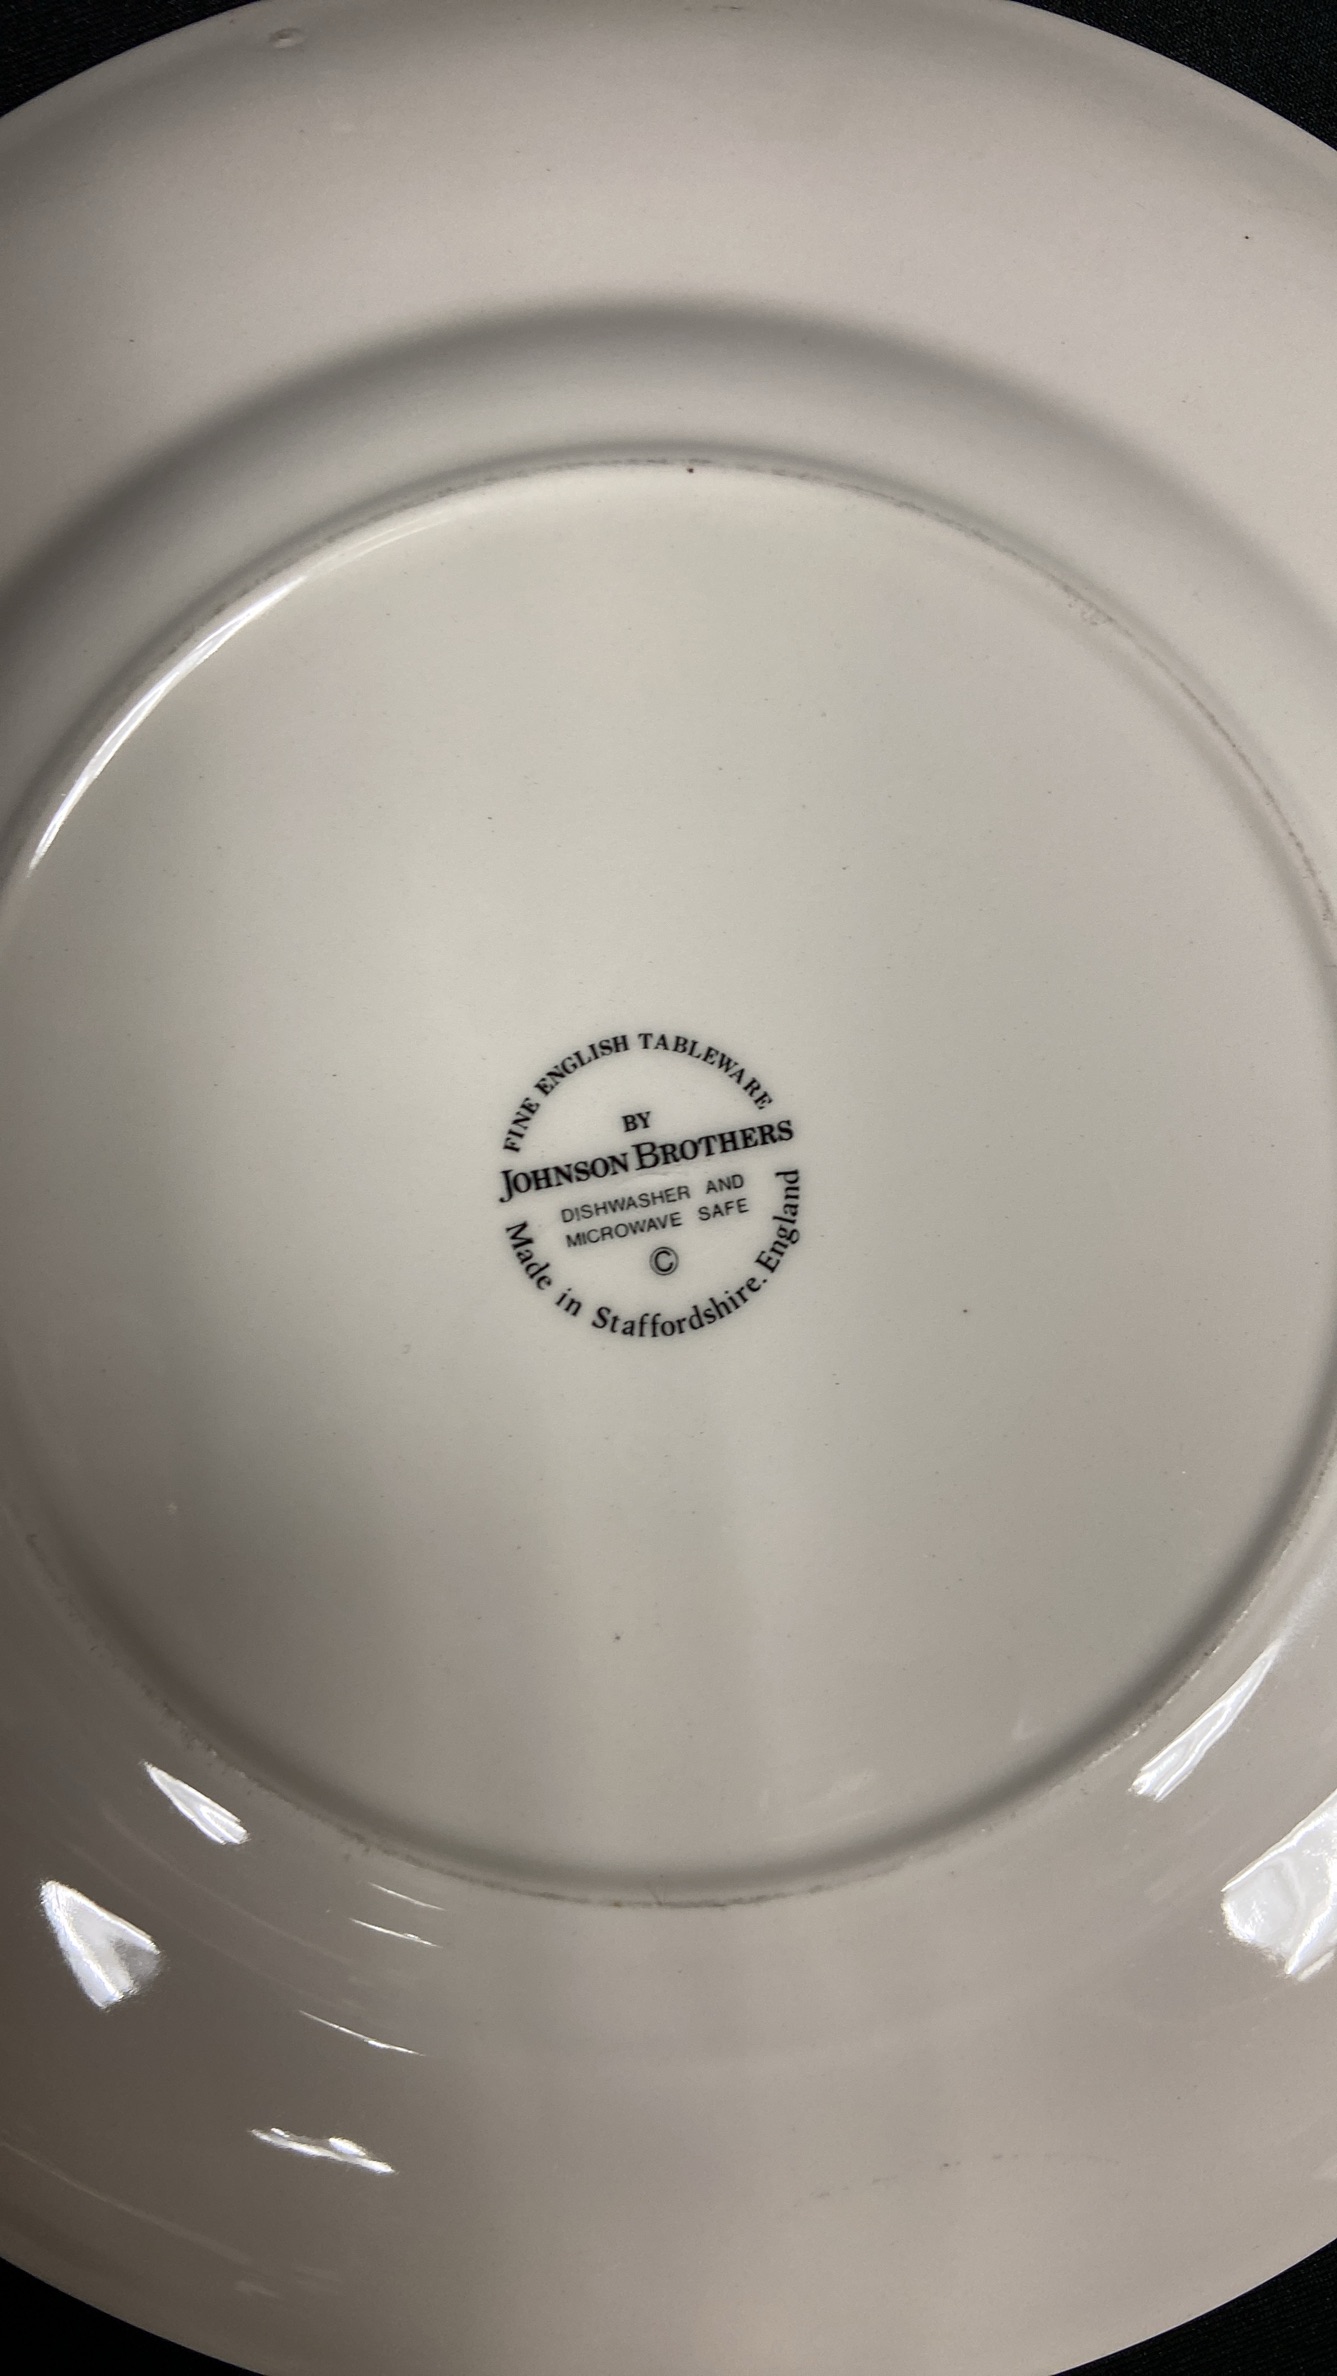 FINE ENGLISH TABLEWARE
BY
JOHNSON BROTHERS
DISHWASHER AND
MICROWAVE SAFE
©
Made in Staffordshire. England